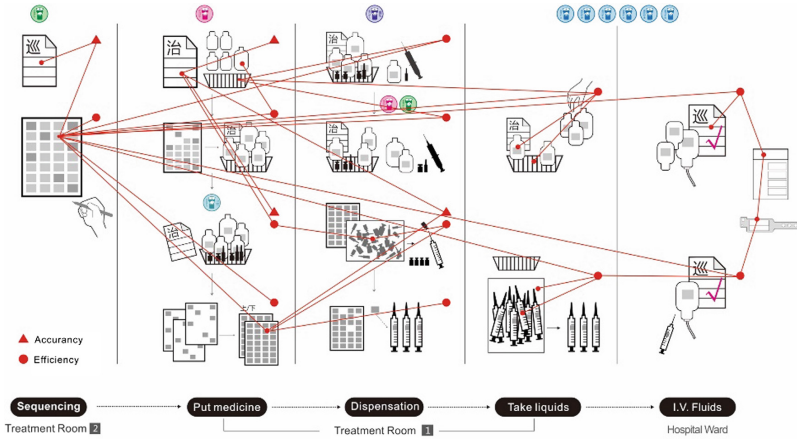 巡
治
治
治
治
治
治
巡
巡
上/下
Accurancy
Efficiency
Sequencing
Put medicine
Dispensation
Take liquids
I.V. Fluids
Treatment Room 2
Treatment Room 1
Hospital Ward